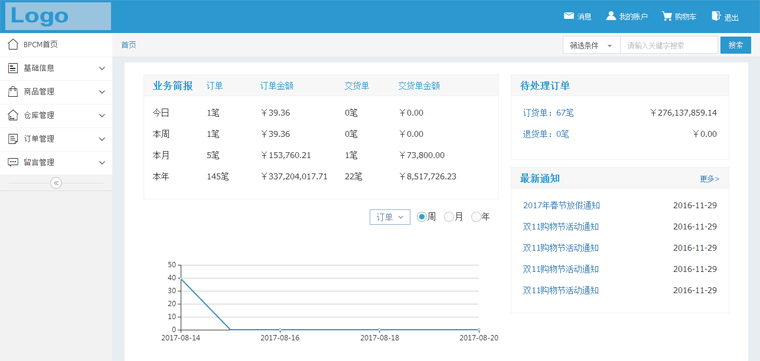 Logo
消息 我的账户 购物车 退出
BPCM首页
基础信息
商品管理
仓库管理
订单管理
留言管理
首页
筛选条件 请输入关键字搜索 搜索
业务简报 订单 订单金额 交货单 交货单金额
今日 1笔 ￥39.36 0笔 ￥0.00
本周 1笔 ￥39.36 0笔 ￥0.00
本月 5笔 ￥153,760.21 1笔 ￥73,800.00
本年 145笔 ￥337,204,017.71 22笔 ￥8,517,726.23
订单 周 月 年
50
40
30
20
10
0
2017-08-14 2017-08-16 2017-08-18 2017-08-20
待处理订单
订货单：67笔 ￥276,137,859.14
退货单：0笔 ￥0.00
最新通知 更多>
2017年春节放假通知 2016-11-29
双11购物节活动通知 2016-11-29
双11购物节活动通知 2016-11-29
双11购物节活动通知 2016-11-29
双11购物节活动通知 2016-11-29